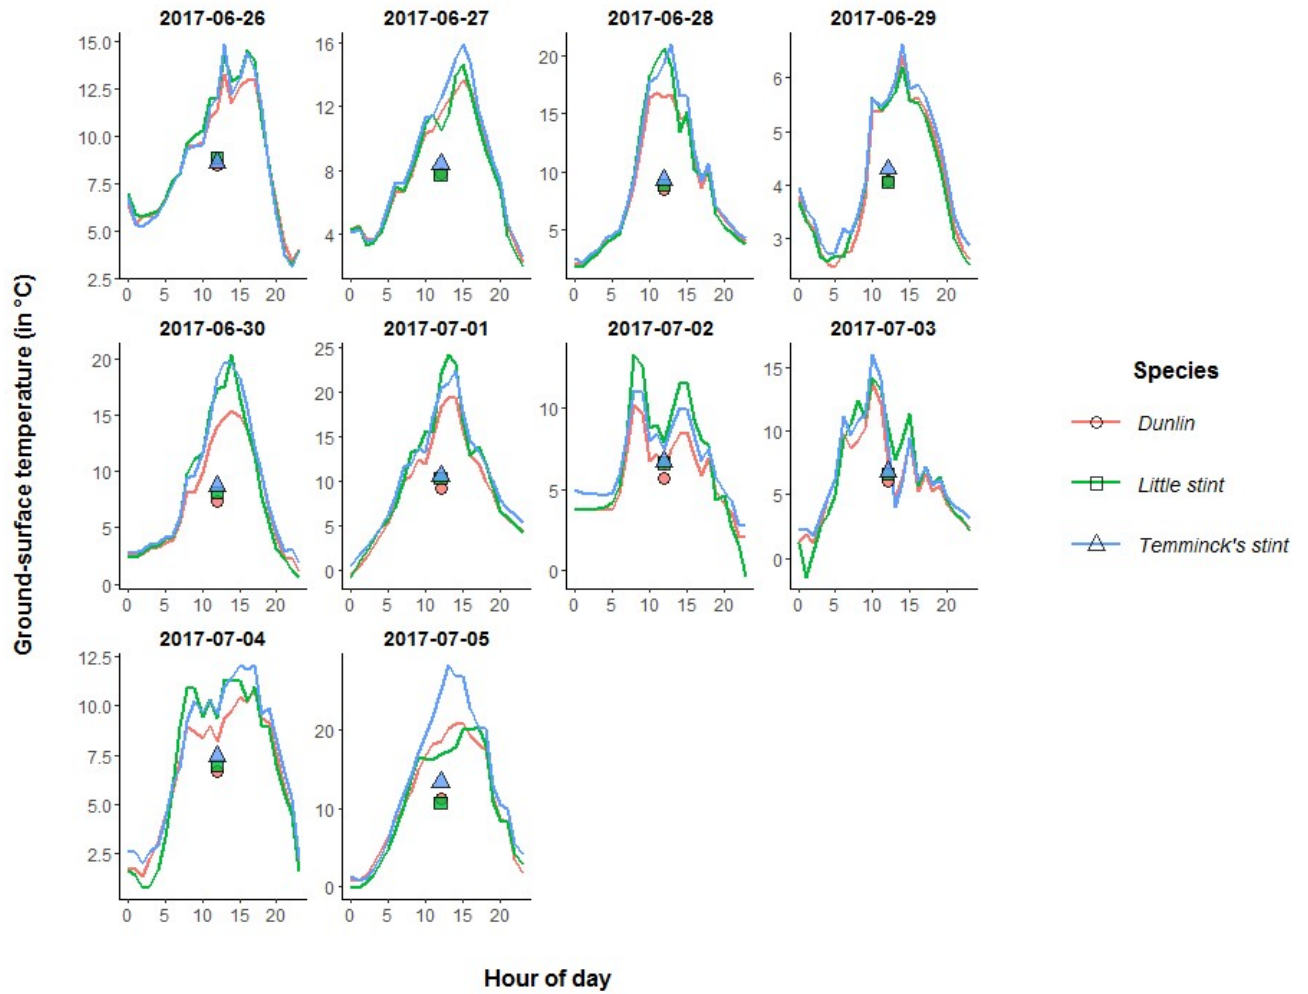 2017-06-26 2017-06-27 2017-06-28 2017-06-29
15.0 16 20 6
12.5 12 15 5
10.0 8 10 4
7.5 4 5 3
5.0
2.5
0 5 10 15 20 0 5 10 15 20 0 5 10 15 20 0 5 10 15 20
Ground-surface temperature (in °C)
2017-06-30 2017-07-01 2017-07-02 2017-07-03
20 25 10 15
15 20 5 10
10 15 0 5
5 10 0
0 5
0
0 5 10 15 20 0 5 10 15 20 0 5 10 15 20 0 5 10 15 20
2017-07-04 2017-07-05
12.5 20
10.0 10
7.5 0
5.0
2.5
0 5 10 15 20 0 5 10 15 20
Hour of day
Species
Dunlin
Little stint
Temminck's stint